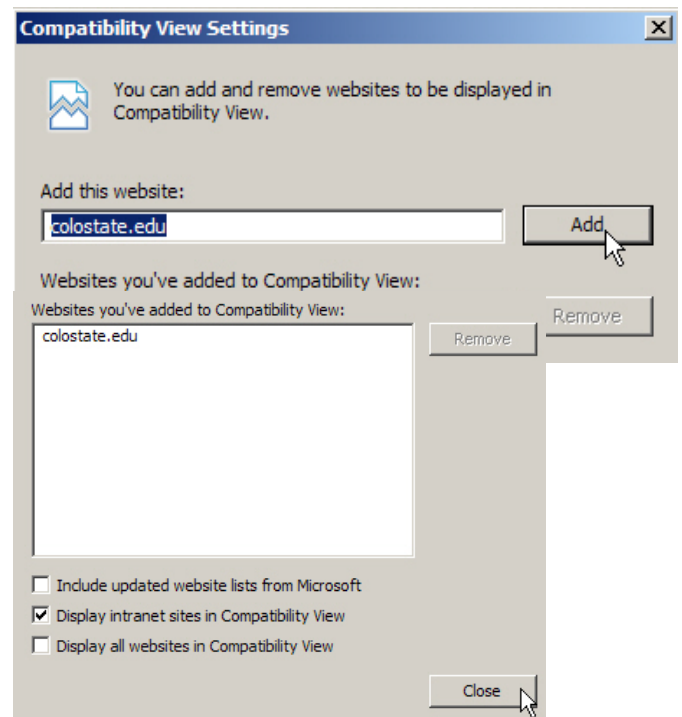 Compatibility View Settings
You can add and remove websites to be displayed in
Compatibility View.
Add this website:
colostate.edu
Add
Websites you've added to Compatibility View:
Remove
Websites you've added to Compatibility View:
colostate.edu
Remove
Include updated website lists from Microsoft
Display intranet sites in Compatibility View
Display all websites in Compatibility View
Close